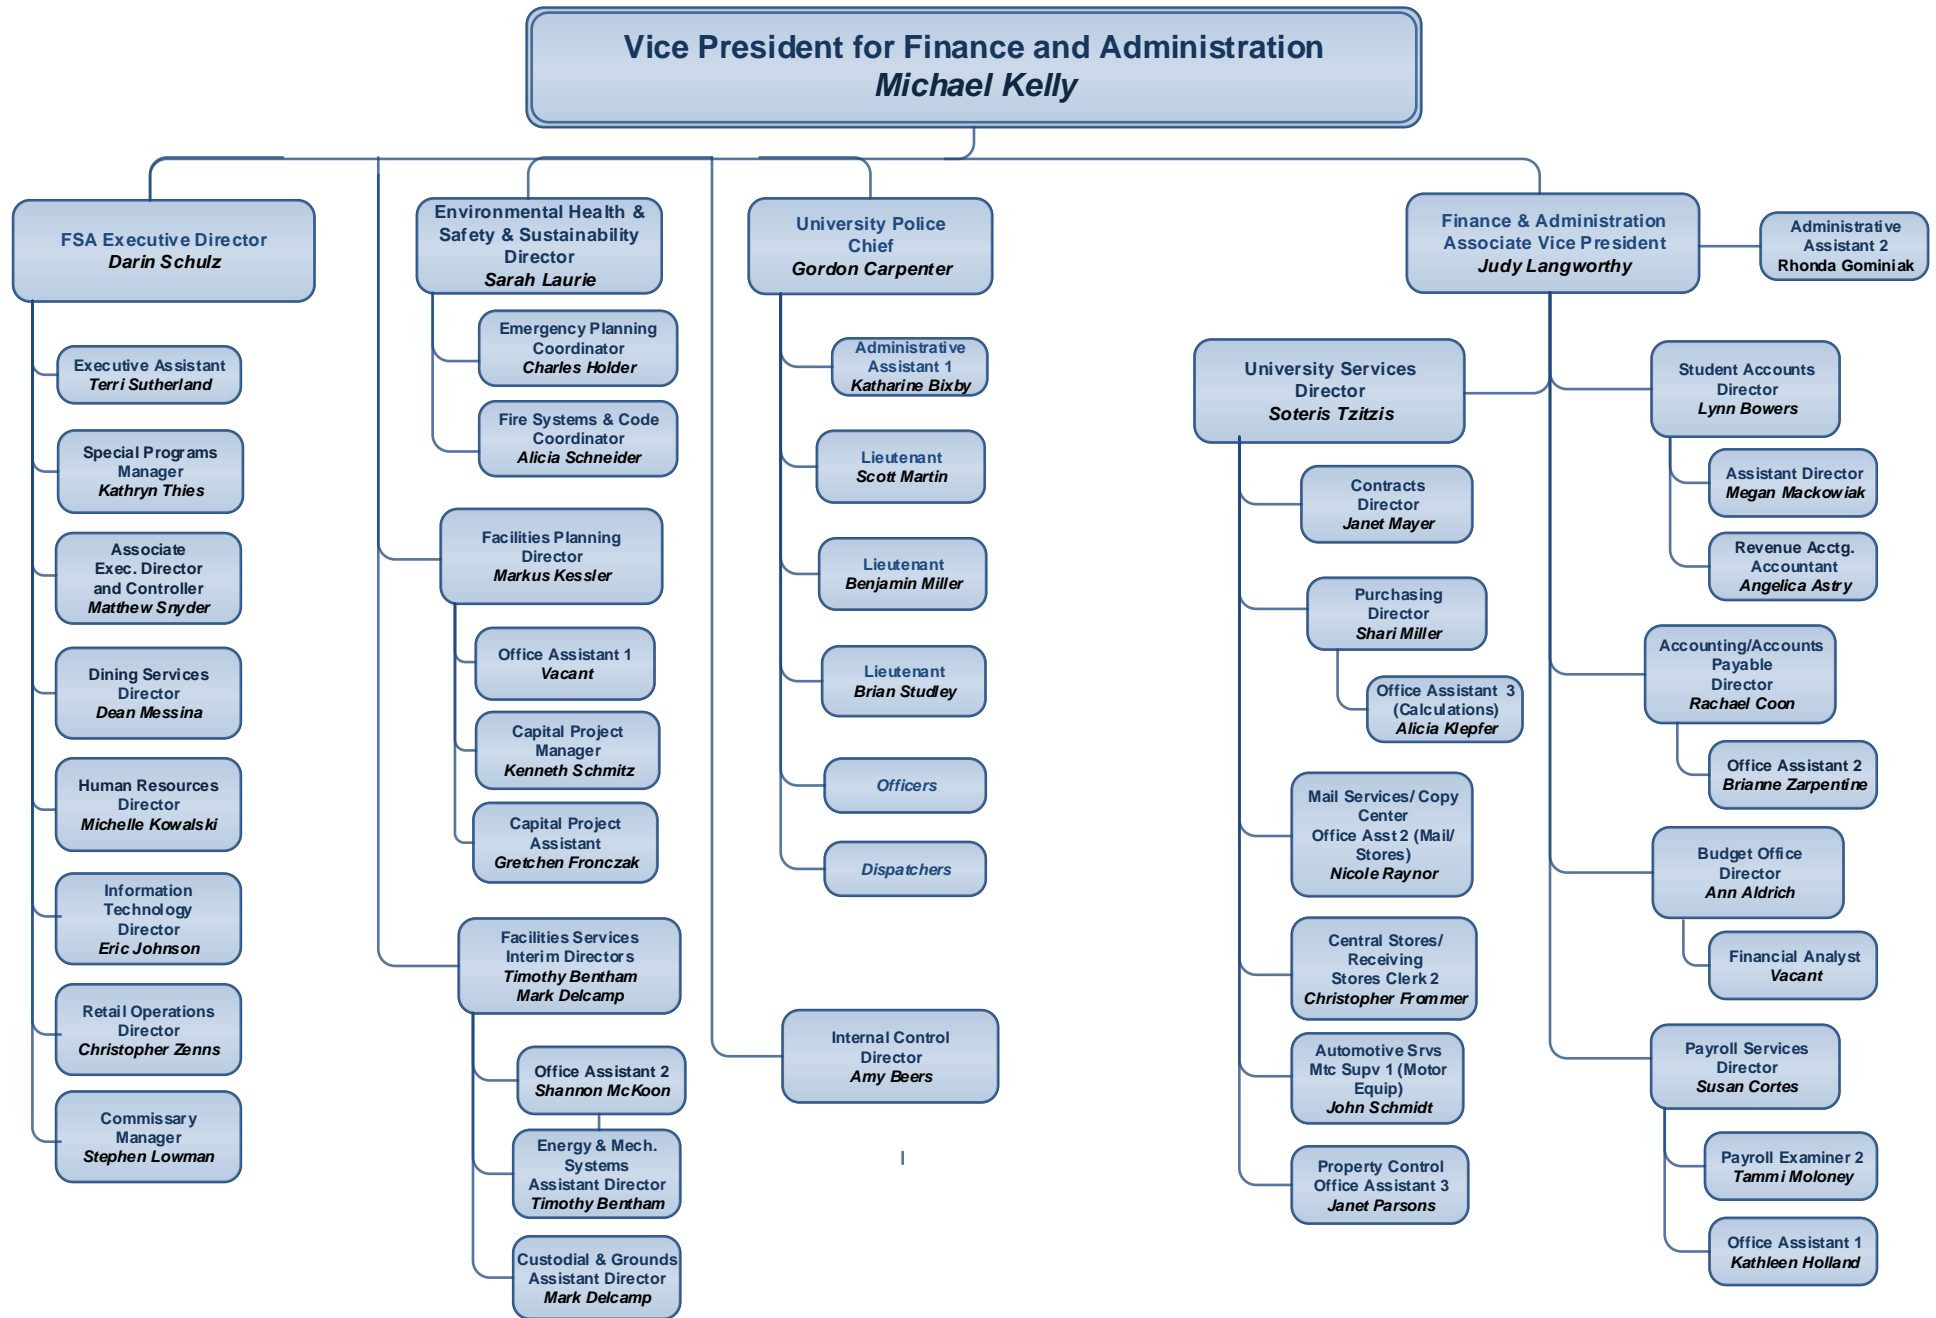 Vice President for Finance and Administration
Michael Kelly
FSA Executive Director
Darin Schulz
Executive Assistant
Terri Sutherland
Special Programs
Manager
Kathryn Thies
Associate
Exec. Director
and Controller
Matthew Snyder
Dining Services
Director
Dean Messina
Human Resources
Director
Michelle Kowalski
Information
Technology
Director
Eric Johnson
Retail Operations
Director
Christopher Zenns
Commissary
Manager
Stephen Lowman
Environmental Health &
Safety & Sustainability
Director
Sarah Laurie
Emergency Planning
Coordinator
Charles Holder
Fire Systems & Code
Coordinator
Alicia Schneider
Facilities Planning
Director
Markus Kessler
Office Assistant 1
Vacant
Capital Project
Manager
Kenneth Schmitz
Capital Project
Assistant
Gretchen Fronczak
Facilities Services
Interim Directors
Timothy Bentham
Mark Delcamp
Office Assistant 2
Shannon McKoon
Energy & Mech.
Systems
Assistant Director
Timothy Bentham
Custodial & Grounds
Assistant Director
Mark Delcamp
University Police
Chief
Gordon Carpenter
Administrative
Assistant 1
Katharine Bixby
Lieutenant
Scott Martin
Lieutenant
Benjamin Miller
Lieutenant
Brian Studley
Officers
Dispatchers
Internal Control
Director
Amy Beers
Finance & Administration
Associate Vice President
Judy Langworthy
Administrative
Assistant 2
Rhonda Gominiak
University Services
Director
Soteris Tzitzis
Contracts
Director
Janet Mayer
Purchasing
Director
Shari Miller
Office Assistant 3
(Calculations)
Alicia Klepfer
Mail Services/ Copy
Center
Office Asst 2 (Mail/
Stores)
Nicole Raynor
Central Stores/
Receiving
Stores Clerk 2
Christopher Frommer
Automotive Srvs
Mtc Supv 1 (Motor
Equip)
John Schmidt
Property Control
Office Assistant 3
Janet Parsons
Student Accounts
Director
Lynn Bowers
Assistant Director
Megan Mackowiak
Revenue Acctg.
Accountant
Angelica Astry
Accounting/Accounts
Payable
Director
Rachael Coon
Office Assistant 2
Brianne Zarpentine
Budget Office
Director
Ann Aldrich
Financial Analyst
Vacant
Payroll Services
Director
Susan Cortes
Payroll Examiner 2
Tammi Moloney
Office Assistant 1
Kathleen Holland